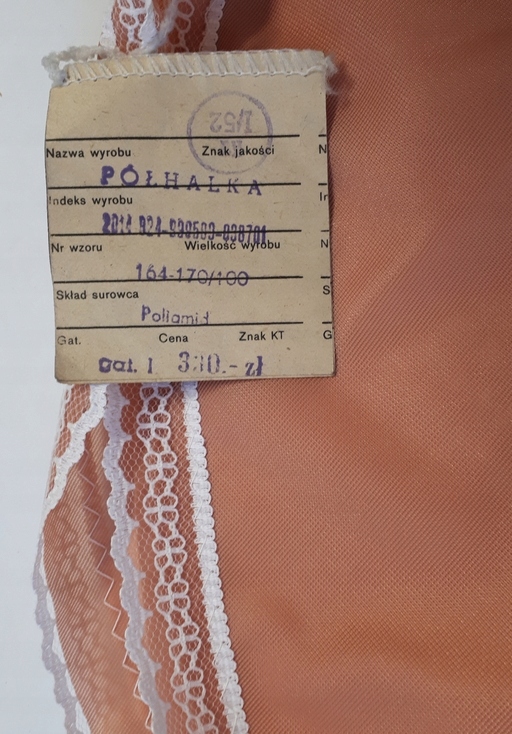 I/52
Nazwa wyrobu Znak jakości N
PÓŁHALKA
Indeks wyrobu Ir
Nr wzoru Wielkość wyrobu N
164-170/100
Skład surowca S
Poliamid
Gat. Cena Znak KT G
Gat. I 330.- zł